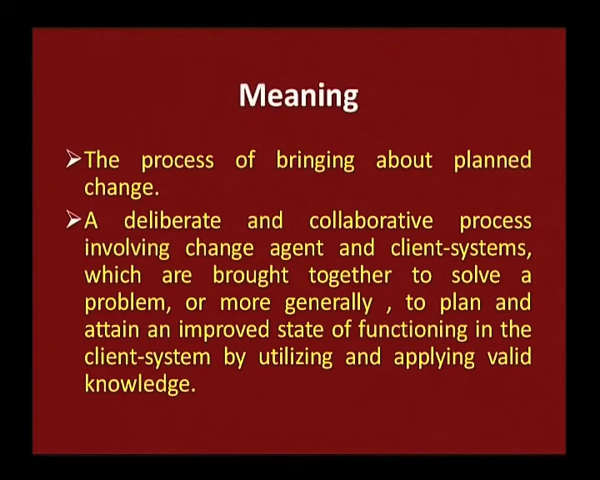 Meaning
➢The process of bringing about planned
change.
➢A deliberate and collaborative process
involving change agent and client-systems,
which are brought together to solve a
problem, or more generally , to plan and
attain an improved state of functioning in the
client-system by utilizing and applying valid
knowledge.